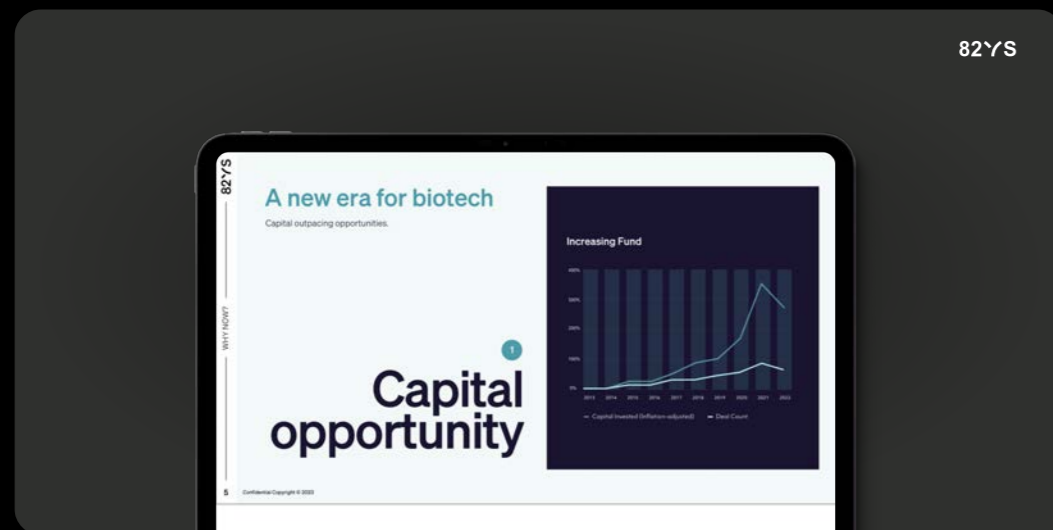 82YS
82YS
A new era for biotech
Capital outpacing opportunities.
WHY NOW?
1
Capital
opportunity
Increasing Fund
400%
300%
200%
100%
0%
2013 2014 2015 2016 2017 2018 2019 2020 2021 2022
Capital Invested (Inflation-adjusted) Deal Count
5 Confidential Copyright © 2023